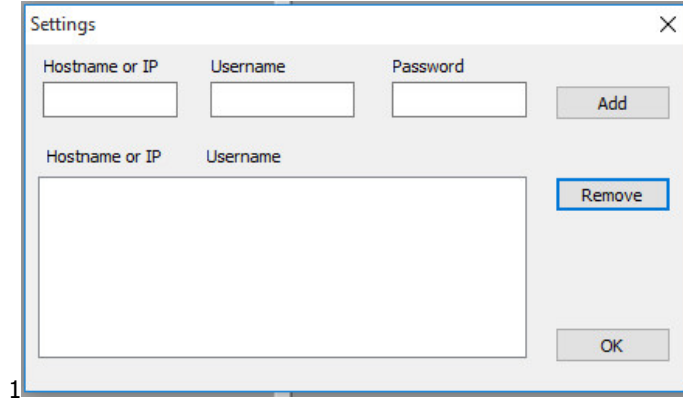 Settings
Hostname or IP Username Password
Add
Hostname or IP Username
Remove
OK
1